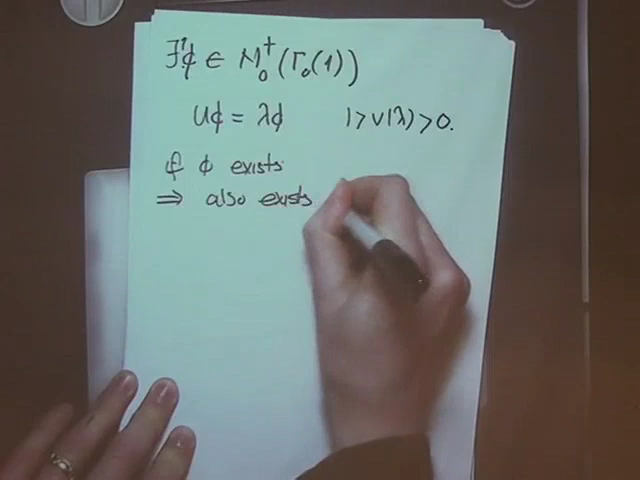 ∃?φ ∈ M₀†(Γ₀(1))
Uφ = λφ 1 > v(λ) > 0.
If φ exists
⇒ also exists